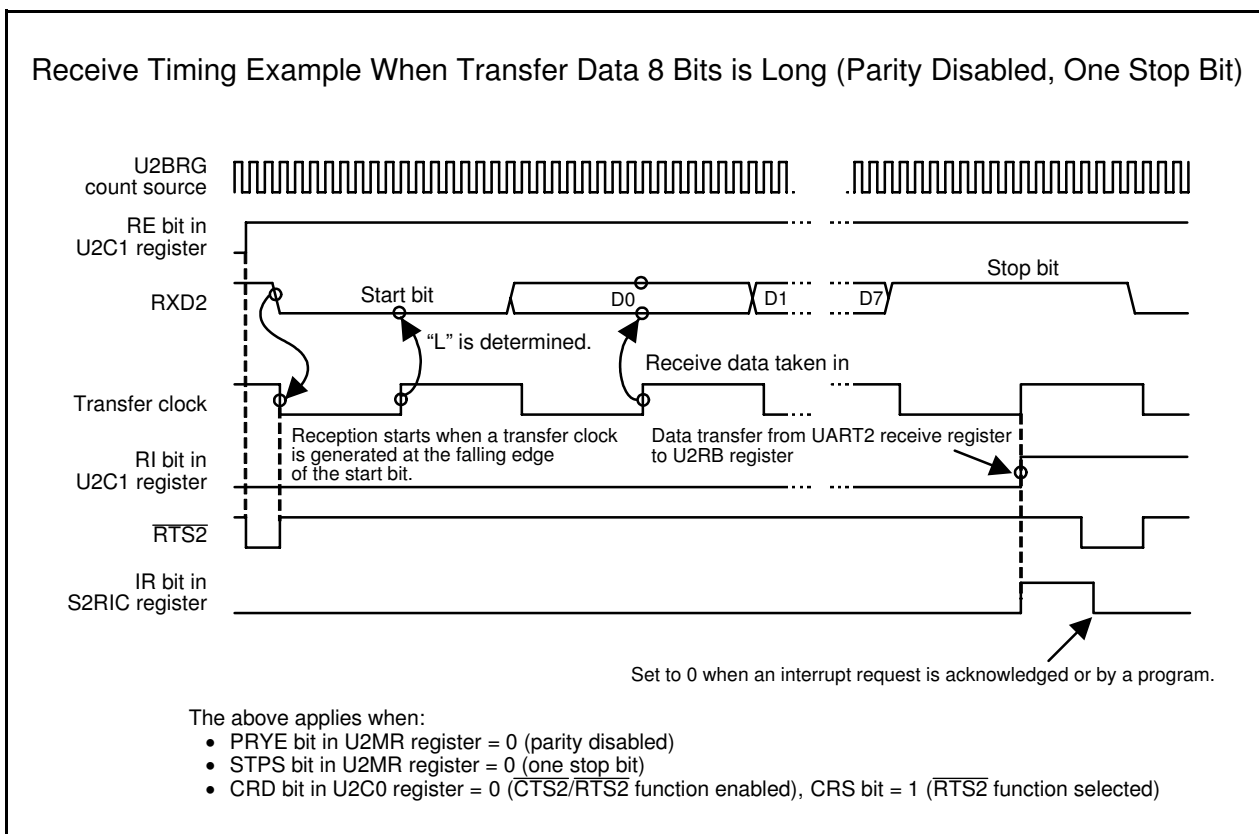 Receive Timing Example When Transfer Data 8 Bits is Long (Parity Disabled, One Stop Bit)
U2BRG
count source
RE bit in
U2C1 register
RXD2
Start bit
D0
D1
D7
Stop bit
“L” is determined.
Receive data taken in
Transfer clock
Reception starts when a transfer clock
is generated at the falling edge
of the start bit.
Data transfer from UART2 receive register
to U2RB register
RI bit in
U2C1 register
RTS2
IR bit in
S2RIC register
Set to 0 when an interrupt request is acknowledged or by a program.
The above applies when:
• PRYE bit in U2MR register = 0 (parity disabled)
• STPS bit in U2MR register = 0 (one stop bit)
• CRD bit in U2C0 register = 0 (CTS2/RTS2 function enabled), CRS bit = 1 (RTS2 function selected)